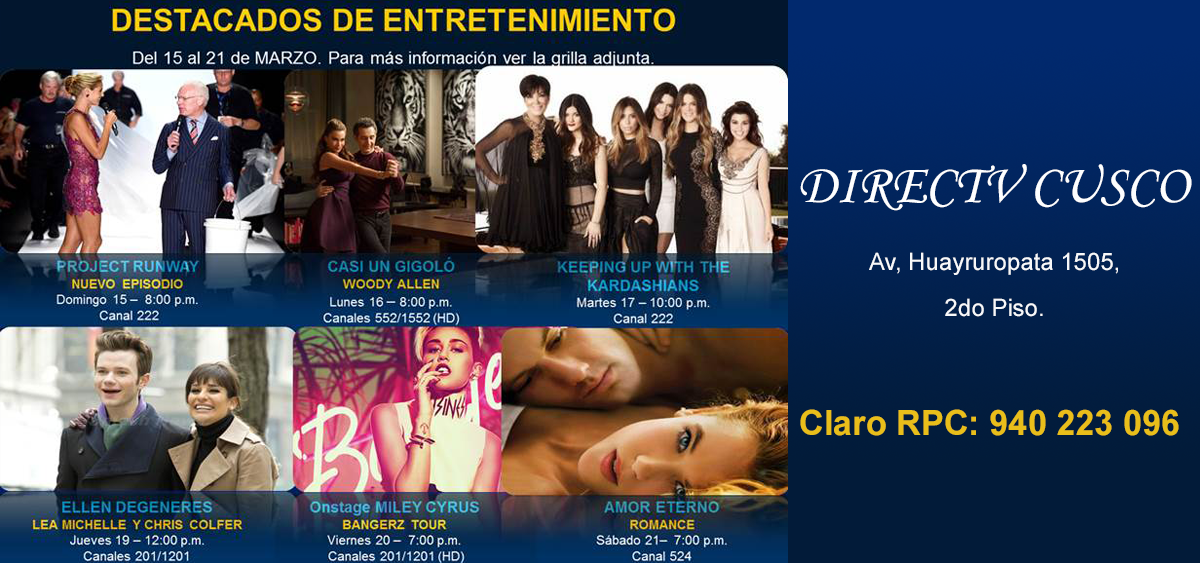 DESTACADOS DE ENTRETENIMIENTO
Del 15 al 21 de MARZO. Para más información ver la grilla adjunta.
PROJECT RUNWAY
NUEVO EPISODIO
Domingo 15 – 8:00 p.m.
Canal 222
CASI UN GIGOLÓ
WOODY ALLEN
Lunes 16 – 8:00 p.m.
Canales 552/1552 (HD)
KEEPING UP WITH THE
KARDASHIANS
Martes 17 – 10:00 p.m.
Canal 222
ELLEN DEGENERES
LEA MICHELLE Y CHRIS COLFER
Jueves 19 – 12:00 p.m.
Canales 201/1201
Onstage MILEY CYRUS
BANGERZ TOUR
Viernes 20 – 7:00 p.m.
Canales 201/1201 (HD)
AMOR ETERNO
ROMANCE
Sábado 21– 7:00 p.m.
Canal 524
DIRECTV CUSCO
Av, Huayruropata 1505,
2do Piso.
Claro RPC: 940 223 096